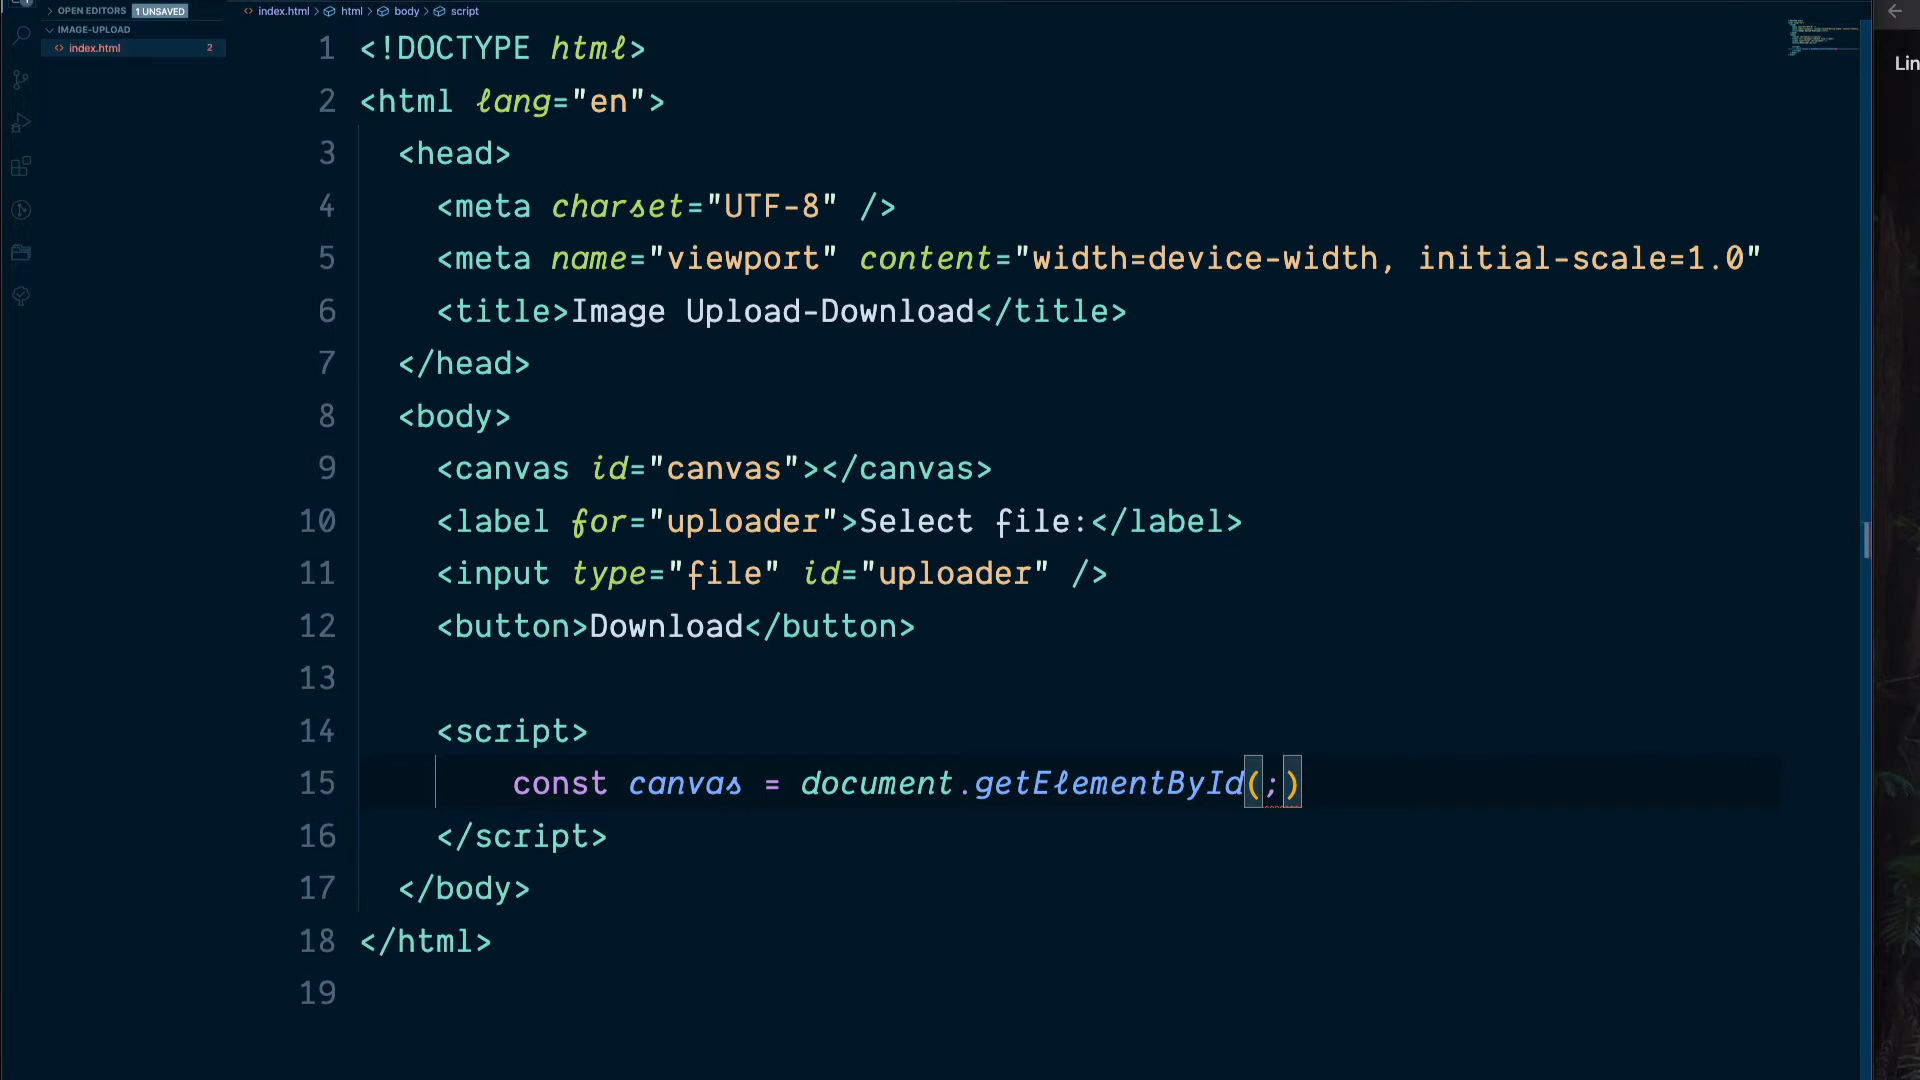 OPEN EDITORS 1 UNSAVED
IMAGE-UPLOAD
index.html 2
index.html > html > body > script
1 <!DOCTYPE html>
2 <html lang="en">
3 <head>
4 <meta charset="UTF-8" />
5 <meta name="viewport" content="width=device-width, initial-scale=1.0"
6 <title>Image Upload-Download</title>
7 </head>
8 <body>
9 <canvas id="canvas"></canvas>
10 <label for="uploader">Select file:</label>
11 <input type="file" id="uploader" />
12 <button>Download</button>
13
14 <script>
15 const canvas = document.getElementById(;)
16 </script>
17 </body>
18 </html>
19
Lin